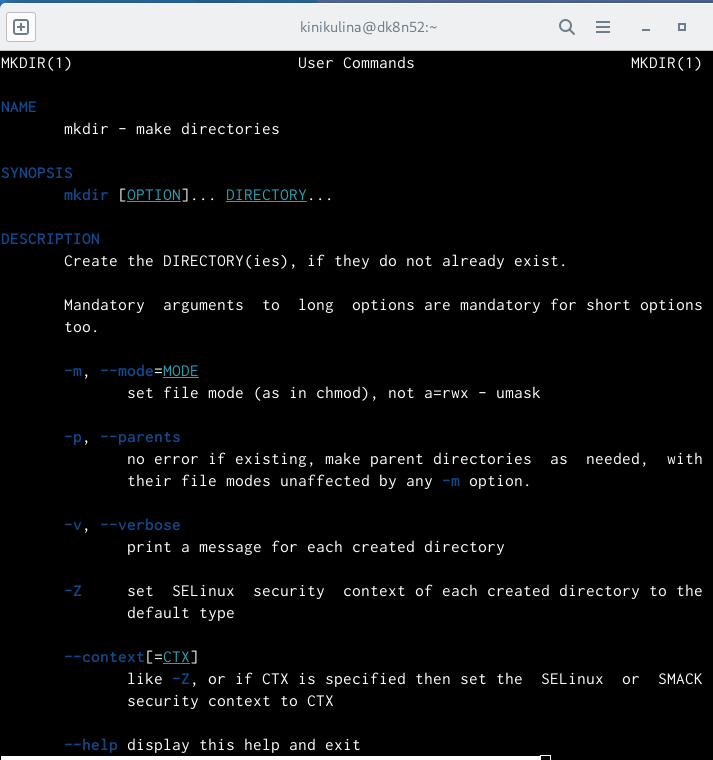 kinikulina@dk8n52:~
MKDIR(1) User Commands MKDIR(1)
NAME
mkdir - make directories
SYNOPSIS
mkdir [OPTION]... DIRECTORY...
DESCRIPTION
Create the DIRECTORY(ies), if they do not already exist.
Mandatory arguments to long options are mandatory for short options
too.
-m, --mode=MODE
set file mode (as in chmod), not a=rwx - umask
-p, --parents
no error if existing, make parent directories as needed, with
their file modes unaffected by any -m option.
-v, --verbose
print a message for each created directory
-Z set SELinux security context of each created directory to the
default type
--context[=CTX]
like -Z, or if CTX is specified then set the SELinux or SMACK
security context to CTX
--help display this help and exit